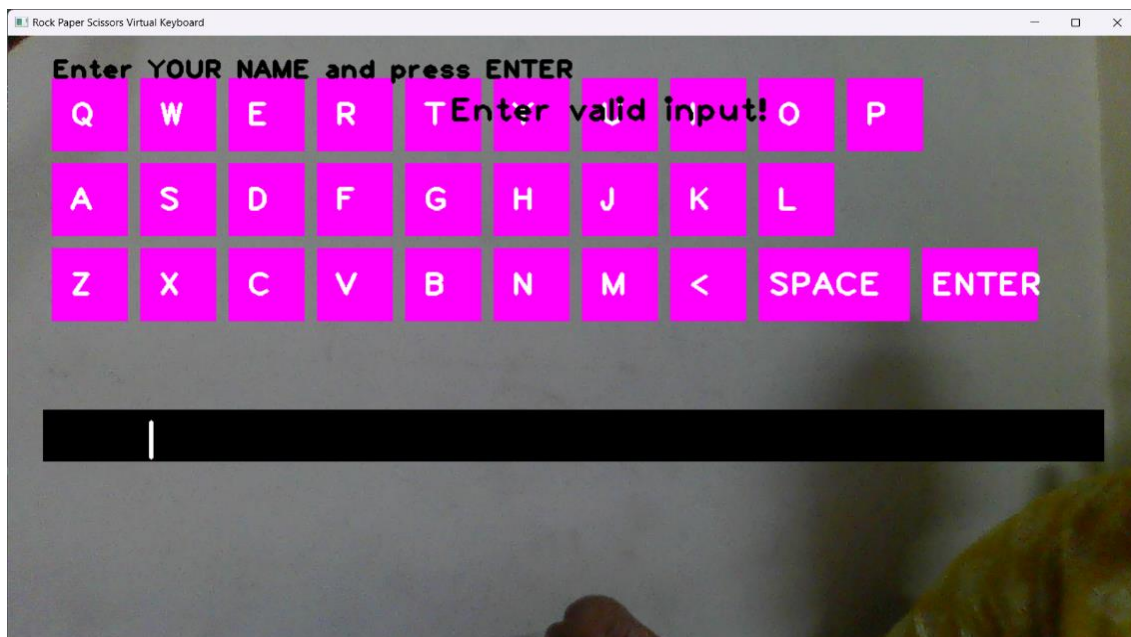 Rock Paper Scissors Virtual Keyboard
Enter YOUR NAME and press ENTER
Enter valid input!
Q W E R T Y U I O P
A S D F G H J K L
Z X C V B N M < SPACE ENTER